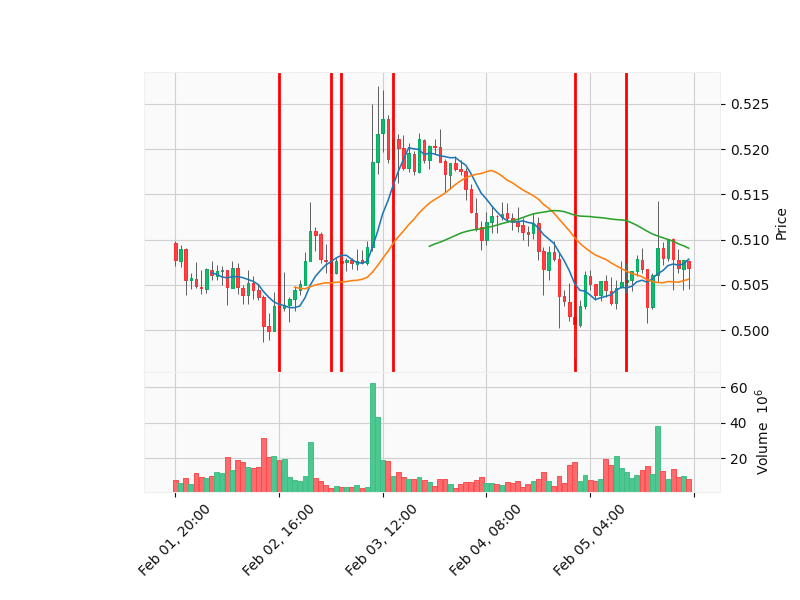 0.525
0.520
0.515
0.510
0.505
0.500
Price
60
40
20
Volume 10⁶
Feb 01, 20:00
Feb 02, 16:00
Feb 03, 12:00
Feb 04, 08:00
Feb 05, 04:00